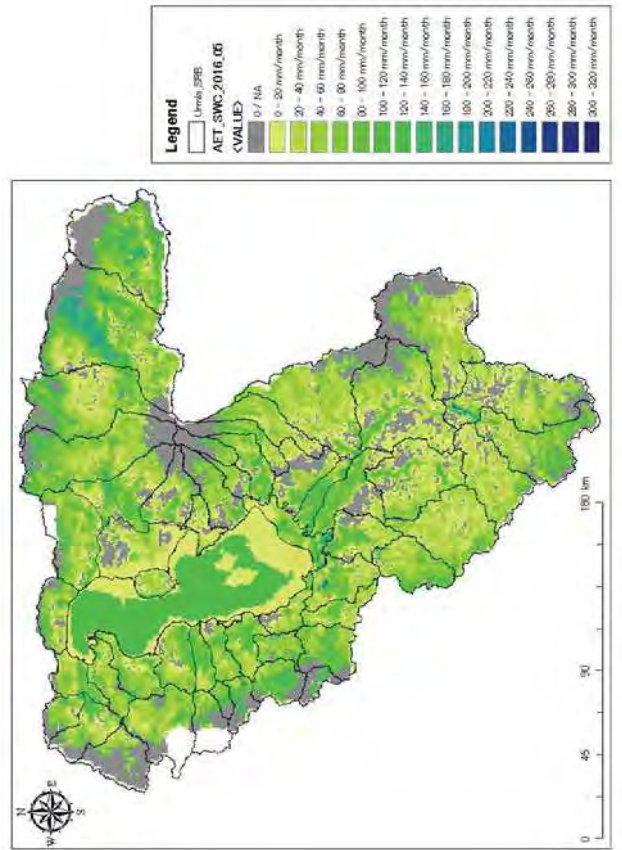 Legend
Urmia_SRB
AET_SWC_2016_05
<VALUE>
0 / NA
0 - 20 mm/month
20 - 40 mm/month
40 - 60 mm/month
60 - 80 mm/month
80 - 100 mm/month
100 - 120 mm/month
120 - 140 mm/month
140 - 160 mm/month
160 - 180 mm/month
180 - 200 mm/month
200 - 220 mm/month
220 - 240 mm/month
240 - 260 mm/month
260 - 280 mm/month
280 - 300 mm/month
300 - 320 mm/month
N
W
E
S
0
45
90
180 km